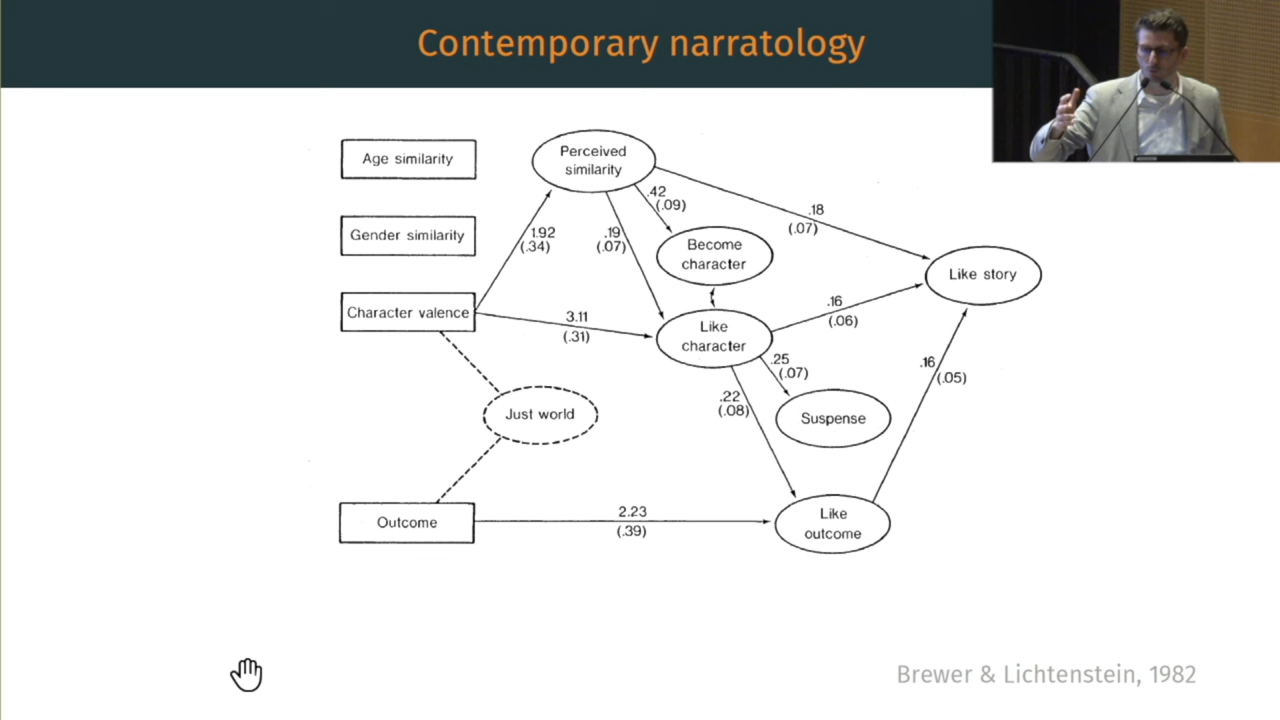 Contemporary narratology
Age similarity
Perceived
similarity
.42
(.09)
.18
(.07)
Gender similarity
1.92
(.34)
.19
(.07)
Become
character
Like story
Character valence
3.11
(.31)
Like
character
.16
(.06)
.25
(.07)
.22
(.08)
.16
(.05)
Just world
Suspense
Outcome
2.23
(.39)
Like
outcome
Brewer & Lichtenstein, 1982